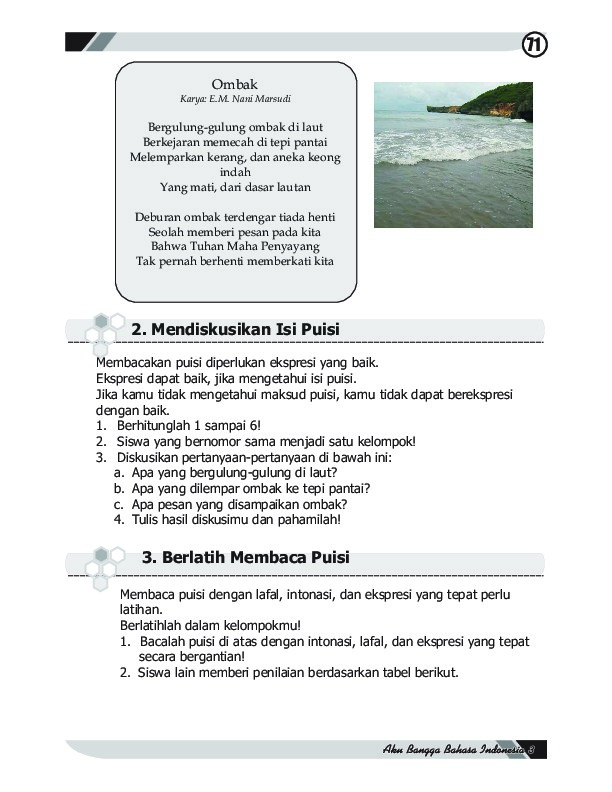 71
Ombak
Karya: E.M. Nani Marsudi
Bergulung-gulung ombak di laut
Berkejaran memecah di tepi pantai
Melemparkan kerang, dan aneka keong
indah
Yang mati, dari dasar lautan
Deburan ombak terdengar tiada henti
Seolah memberi pesan pada kita
Bahwa Tuhan Maha Penyayang
Tak pernah berhenti memberkati kita
2. Mendiskusikan Isi Puisi
Membacakan puisi diperlukan ekspresi yang baik.
Ekspresi dapat baik, jika mengetahui isi puisi.
Jika kamu tidak mengetahui maksud puisi, kamu tidak dapat berekspresi
dengan baik.
1. Berhitunglah 1 sampai 6!
2. Siswa yang bernomor sama menjadi satu kelompok!
3. Diskusikan pertanyaan-pertanyaan di bawah ini:
a. Apa yang bergulung-gulung di laut?
b. Apa yang dilempar ombak ke tepi pantai?
c. Apa pesan yang disampaikan ombak?
4. Tulis hasil diskusimu dan pahamilah!
3. Berlatih Membaca Puisi
Membaca puisi dengan lafal, intonasi, dan ekspresi yang tepat perlu
latihan.
Berlatihlah dalam kelompokmu!
1. Bacalah puisi di atas dengan intonasi, lafal, dan ekspresi yang tepat
secara bergantian!
2. Siswa lain memberi penilaian berdasarkan tabel berikut.
Aku Bangga Bahasa Indonesia 3